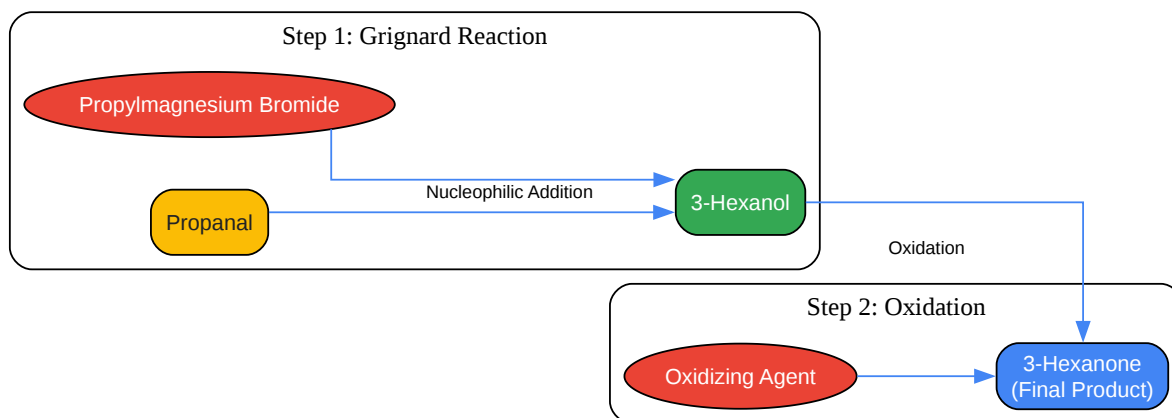 Step 1: Grignard Reaction
Propylmagnesium Bromide
Nucleophilic Addition
3-Hexanol
Propanal
Oxidation
Step 2: Oxidation
Oxidizing Agent
3-Hexanone
(Final Product)